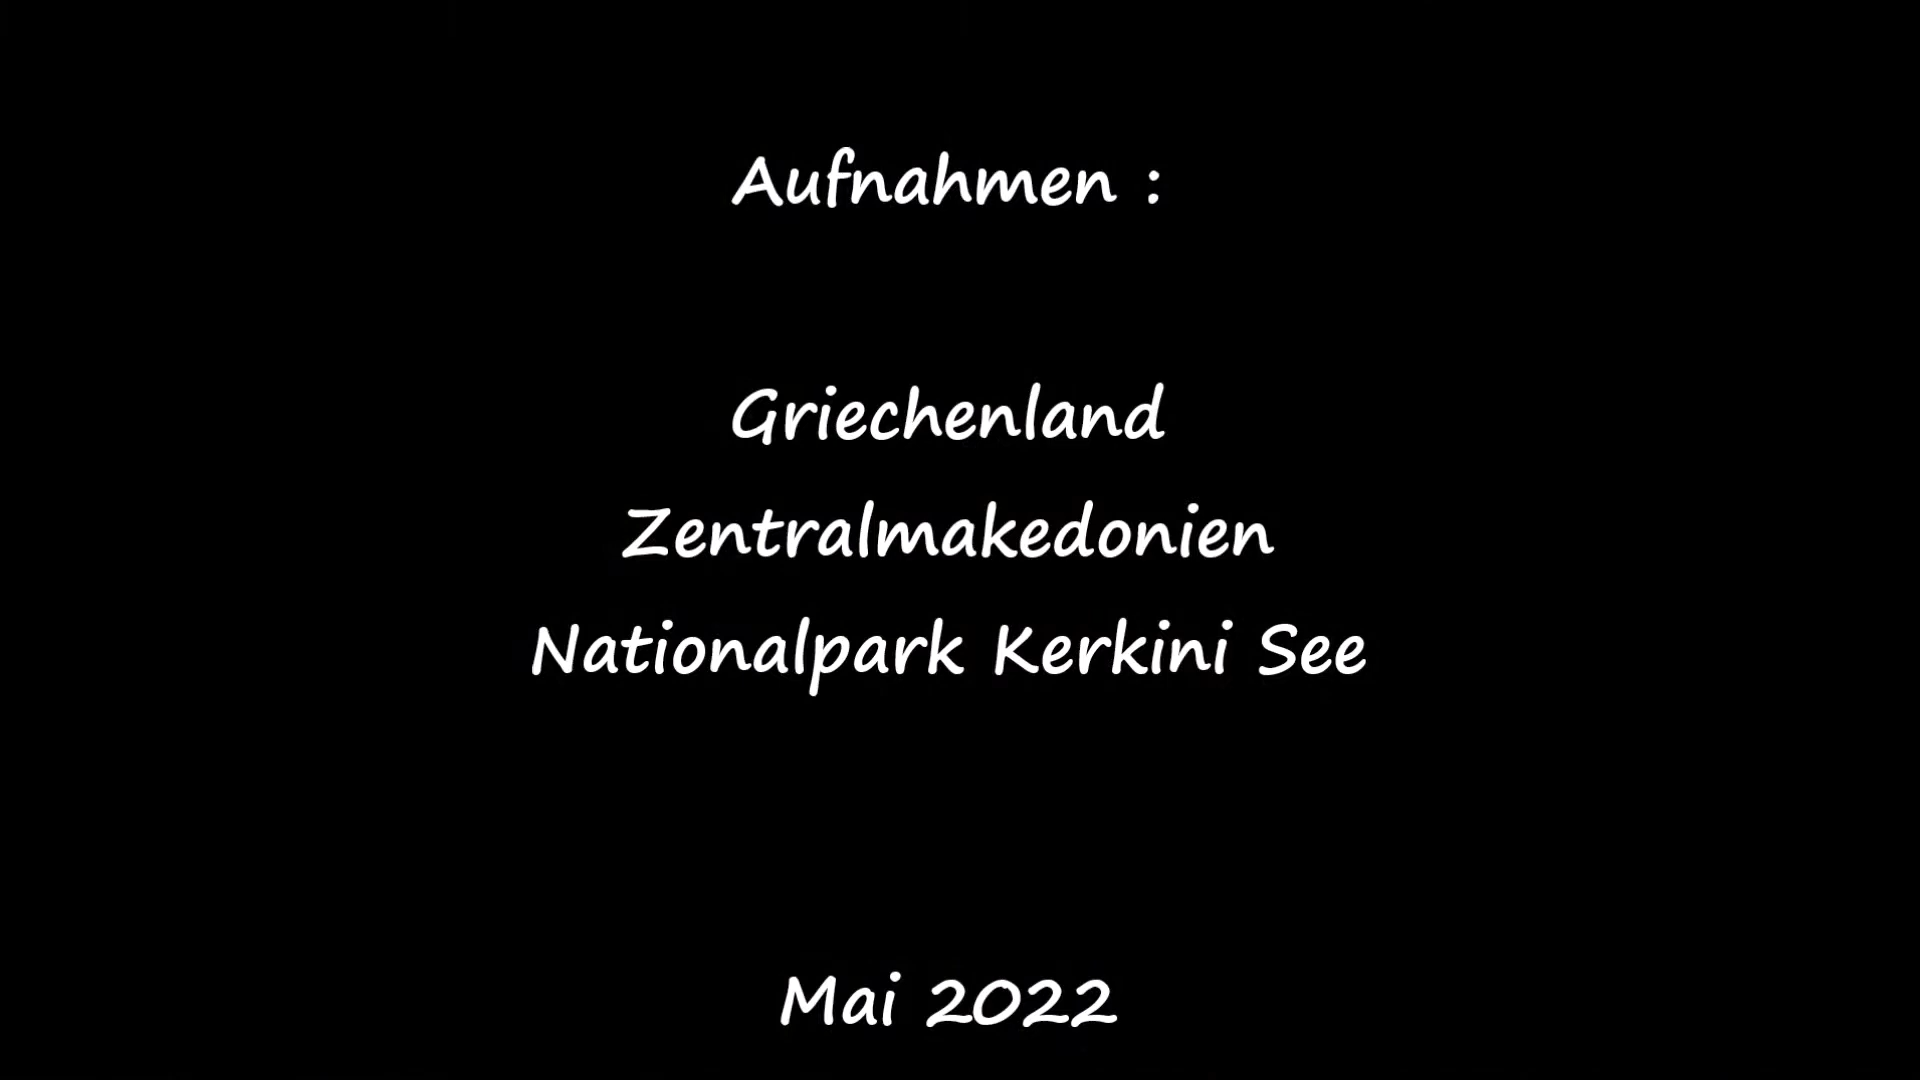 Aufnahmen :
Griechenland
Zentralmakedonien
Nationalpark Kerkini See
Mai 2022